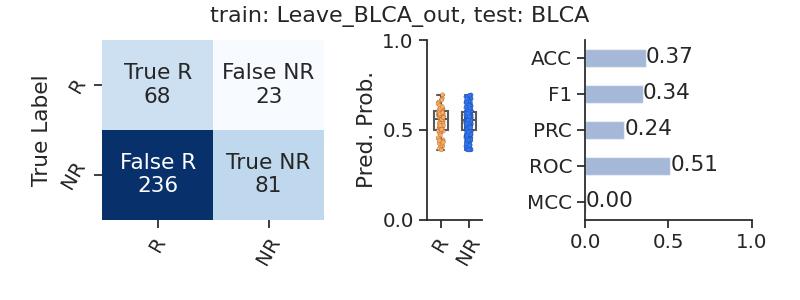 train: Leave_BLCA_out, test: BLCA
True Label
R
NR
True R
68
False NR
23
False R
236
True NR
81
R
NR
Pred. Prob.
1.0
0.5
0.0
R
NR
ACC
0.37
F1
0.34
PRC
0.24
ROC
0.51
MCC
0.00
0.0
0.5
1.0